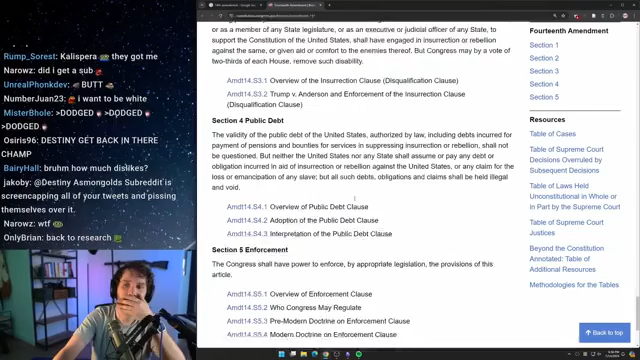 14th amendment - Google Sea
Fourteenth Amendment
or as a member of any State legislature, or as an executive or judicial officer of any State, to
support the Constitution of the United States, shall have engaged in insurrection or rebellion
against the same, or given aid or comfort to the enemies thereof. But Congress may by a vote of
two-thirds of each House, remove such disability.
Amdt14.S3.1 Overview of the Insurrection Clause (Disqualification Clause)
Amdt14.S3.2 Trump v. Anderson and Enforcement of the Insurrection Clause
(Disqualification Clause)
Section 4 Public Debt
The validity of the public debt of the United States, authorized by law, including debts incurred for
payment of pensions and bounties for services in suppressing insurrection or rebellion, shall
not be questioned. But neither the United States nor any State shall assume or pay any debt or
obligation incurred in aid of insurrection or rebellion against the United States, or any claim for the
loss or emancipation of any slave; but all such debts, obligations and claims shall be held illegal
and void.
Amdt14.S4.1 Overview of Public Debt Clause
Amdt14.S4.2 Adoption of the Public Debt Clause
Amdt14.S4.3 Interpretation of the Public Debt Clause
Section 5 Enforcement
The Congress shall have power to enforce, by appropriate legislation, the provisions of this
article.
Amdt14.S5.1 Overview of Enforcement Clause
Amdt14.S5.2 Who Congress May Regulate
Amdt14.S5.3 Pre-Modern Doctrine on Enforcement Clause
Amdt14.S5.4 Modern Doctrine on Enforcement Clause
Fourteenth Amendment
Section 1
Section 2
Section 3
Section 4
Section 5
Resources
Table of Cases
Table of Supreme Court
Decisions Overruled by
Subsequent Decisions
Table of Laws Held
Unconstitutional in Whole or
in Part by the Supreme Court
Table of Supreme Court
Justices
Beyond the Constitution
Annotated: Table of
Additional Resources
Methodologies for the Tables
Back to top
Rump_Sorest: Kalispera they got me
Narowz: did i get a sub
UnrealPhonkdev: BUTT
NumberJuan23: i want to be white
MisterBhole: >DODGED >DODGED
>DODGED
Osiris96: DESTINY GET BACK IN THERE
CHAMP
BairyHall: bruhm how much dislikes?
jakoby: @Destiny Asmongolds Subreddit is
screencapping all of your tweets and pissing
themselves over it.
Narowz: wtf
OnlyBrian: back to research